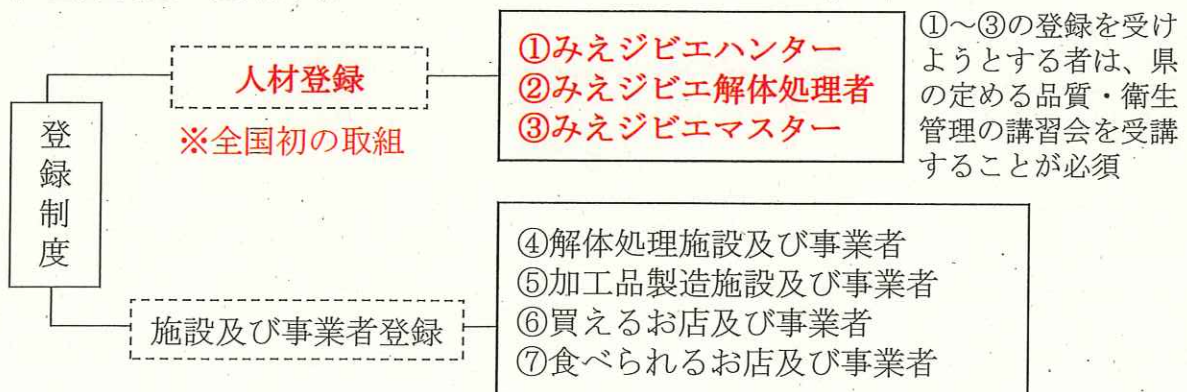 登録制度
人材登録
※全国初の取組
①みえジビエハンター
②みえジビエ解体処理者
③みえジビエマスター
①~③の登録を受け
ようとする者は、県
の定める品質・衛生
管理の講習会を受講
することが必須
施設及び事業者登録
④解体処理施設及び事業者
⑤加工品製造施設及び事業者
⑥買えるお店及び事業者
⑦食べられるお店及び事業者